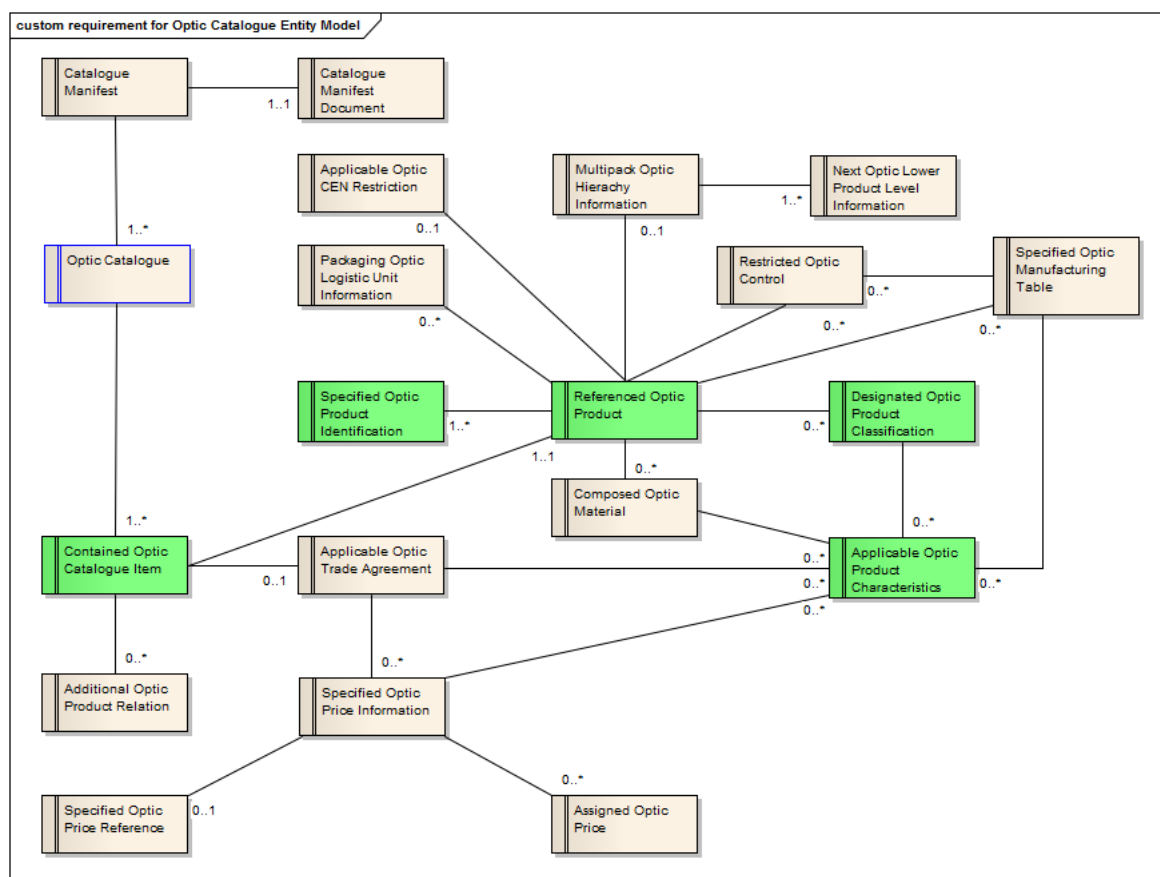 custom requirement for Optic Catalogue Entity Model
Catalogue
Manifest
Catalogue
Manifest
Document
1..1
Applicable Optic
CEN Restriction
Multipack Optic
Hierachy
Information
Next Optic Lower
Product Level
Information
1..*
0..1
0..1
1..*
Optic Catalogue
Packaging Optic
Logistic Unit
Information
Restricted Optic
Control
Specified Optic
Manufacturing
Table
0..*
0..*
0..*
0..*
Specified Optic
Product
Identification
Referenced Optic
Product
Designated Optic
Product
Classification
1..*
0..*
1..1
0..*
Composed Optic
Material
1..*
0..*
Contained Optic
Catalogue Item
Applicable Optic
Trade Agreement
Applicable Optic
Product
Characteristics
0..*
0..1
0..*
0..*
0..*
0..*
0..*
Additional Optic
Product Relation
Specified Optic
Price Information
0..*
Specified Optic
Price Reference
0..1
Assigned Optic
Price